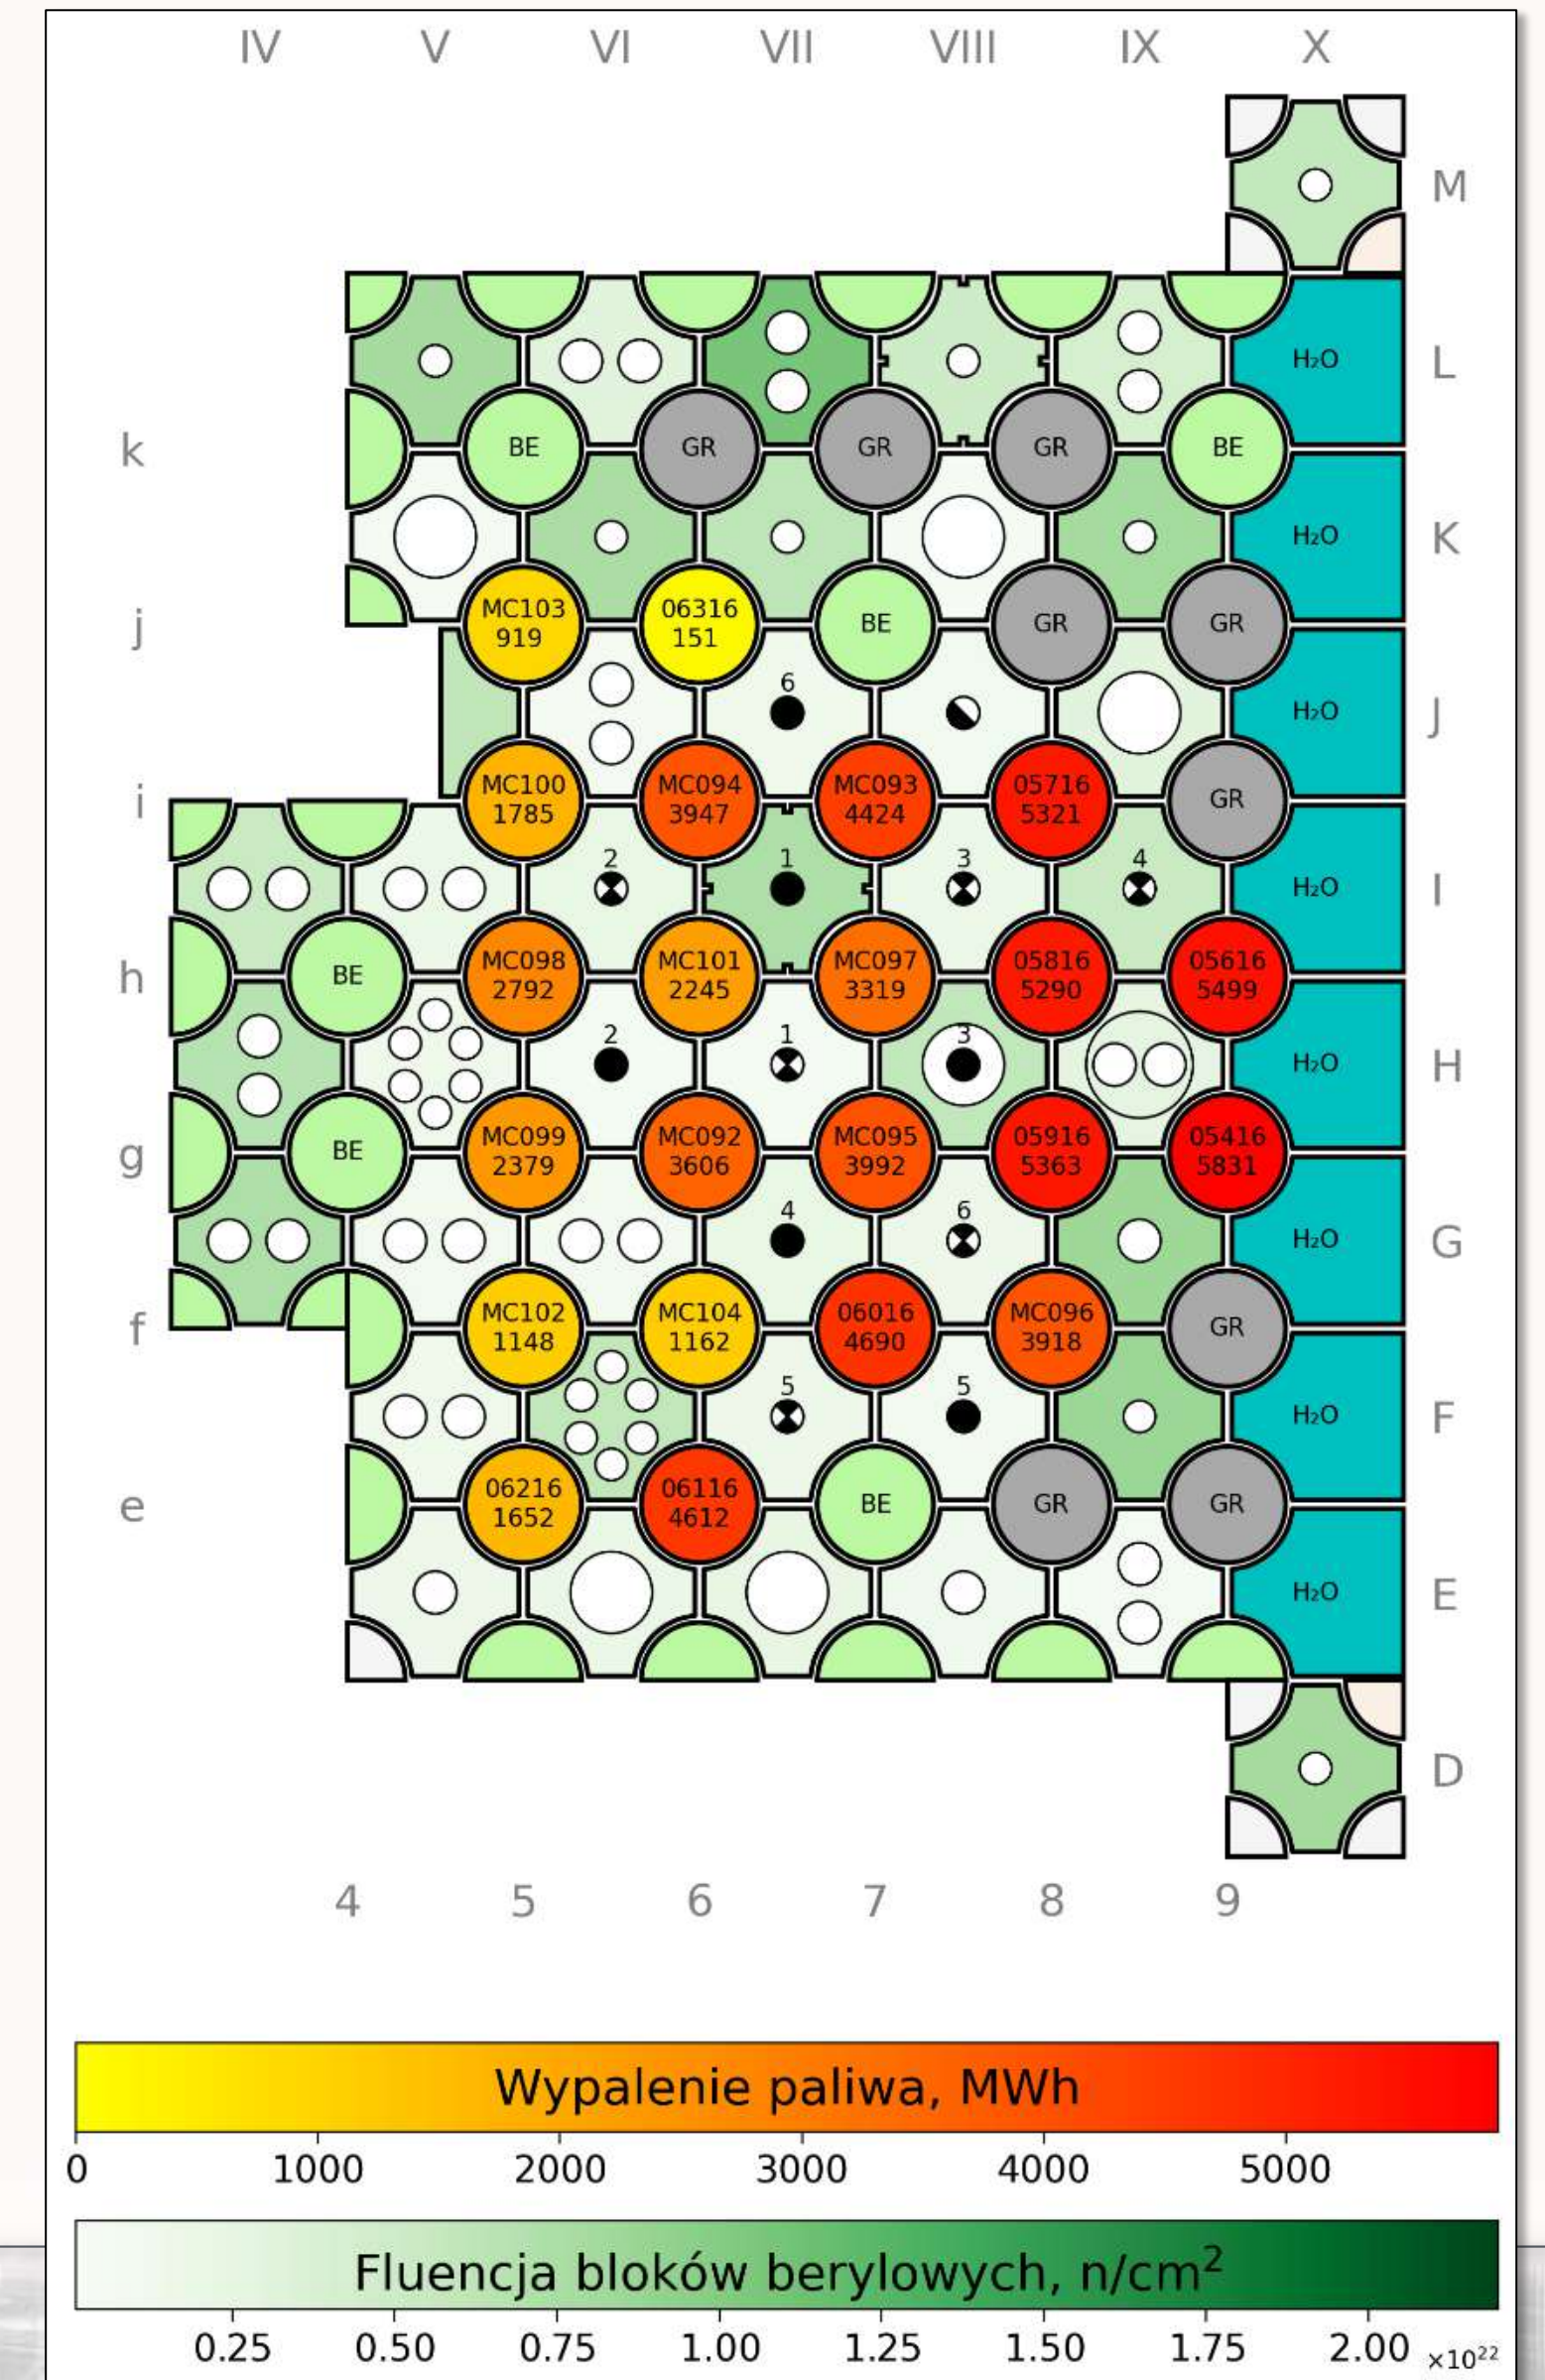 IV V VI VII VIII IX X
M
H₂O L
k BE GR GR GR BE
H₂O K
j MC103 919 06316 151 BE GR GR
6 H₂O J
i MC100 1785 MC094 3947 MC093 4424 05716 5321 GR
2 1 3 4 H₂O I
h BE MC098 2792 MC101 2245 MC097 3319 05816 5290 05616 5499
2 1 3 H₂O H
g BE MC099 2379 MC092 3606 MC095 3992 05916 5363 05416 5831
4 6 H₂O G
f MC102 1148 MC104 1162 06016 4690 MC096 3918 GR
5 5 H₂O F
e 06216 1652 06116 4612 BE GR GR
H₂O E
D
4 5 6 7 8 9
Wypalenie paliwa, MWh
0 1000 2000 3000 4000 5000
Fluencja bloków berylowych, n/cm²
0.25 0.50 0.75 1.00 1.25 1.50 1.75 2.00 ×10²²